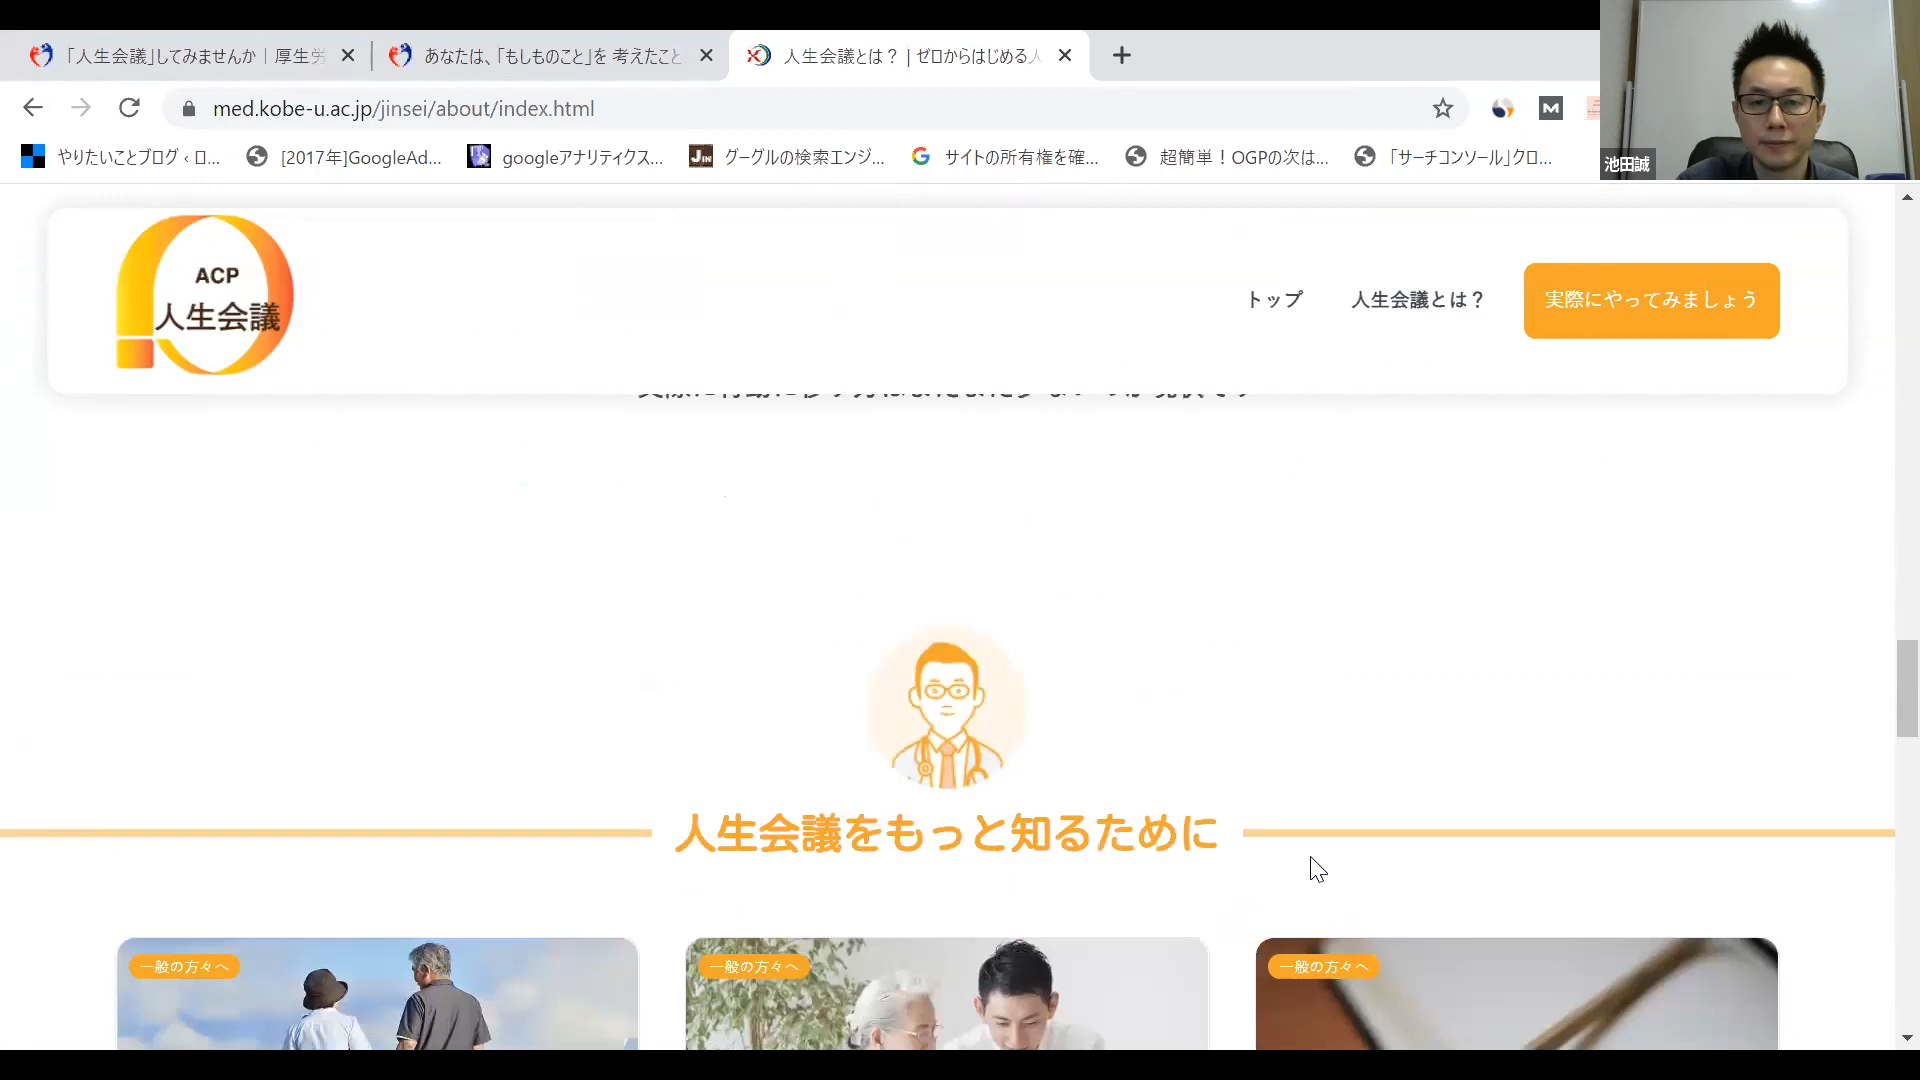 「人生会議」してみませんか｜厚生労
あなたは、「もしものこと」を 考えたこと
人生会議とは？ | ゼロからはじめる人
med.kobe-u.ac.jp/jinsei/about/index.html
やりたいことブログ ‹ ロ...
[2017年]GoogleAd...
googleアナリティクス...
グーグルの検索エンジ...
サイトの所有権を確...
超簡単！OGPの次は...
「サーチコンソール」クロ...
池田誠
ACP
人生会議
トップ
人生会議とは？
実際にやってみましょう
人生会議をもっと知るために
一般の方々へ
一般の方々へ
一般の方々へ